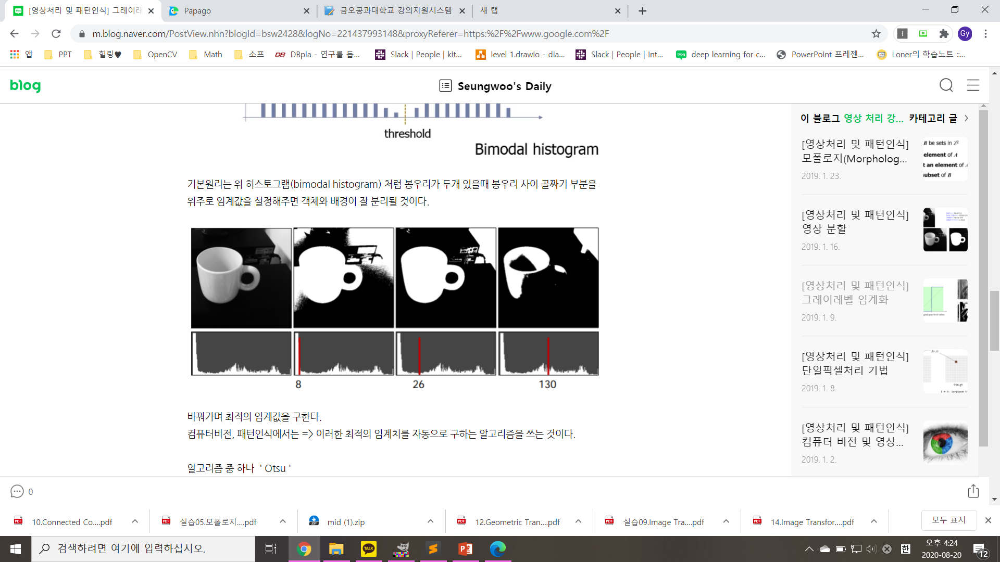 [영상처리 및 패턴인식] 그레이레
Papago
금오공과대학교 강의지원시스템
새 탭
m.blog.naver.com/PostView.nhn?blogId=bsw2428&logNo=221437993148&proxyReferer=https:%2F%2Fwww.google.com%2F
Gy
앱
PPT
힐링♥
OpenCV
Math
소프
DBpia - 연구를 돕...
Slack | People | kit...
level 1.drawio - dia...
Slack | People | Int...
deep learning for c...
PowerPoint 프레젠...
Loner의 학습노트 ::...
blog
Seungwoo's Daily
threshold
Bimodal histogram
기본원리는 위 히스토그램(bimodal histogram) 처럼 봉우리가 두개 있을때 봉우리 사이 골짜기 부분을
위주로 임계값을 설정해주면 객체와 배경이 잘 분리될 것이다.
8
26
130
바꿔가며 최적의 임계값을 구한다.
컴퓨터비전, 패턴인식에서는 => 이러한 최적의 임계치를 자동으로 구하는 알고리즘을 쓰는 것이다.
알고리즘 중 하나 ' Otsu '
이 블로그 영상 처리 강... 카테고리 글
[영상처리 및 패턴인식]
모폴로지(Morpholog...
2019. 1. 23.
B be sets in Z²
element of A
t an element of A
subset of B
[영상처리 및 패턴인식]
영상 분할
2019. 1. 16.
[영상처리 및 패턴인식]
그레이레벨 임계화
2019. 1. 9.
[영상처리 및 패턴인식]
단일픽셀처리 기법
2019. 1. 8.
[영상처리 및 패턴인식]
컴퓨터 비전 및 영상...
2019. 1. 2.
0
10.Connected Co....pdf
실습05.모폴로지....pdf
mid (1).zip
12.Geometric Tran....pdf
실습09.Image Tra....pdf
14.Image Transfor....pdf
모두 표시
검색하려면 여기에 입력하십시오.
TALK
한
오후 4:24
2020-08-20
12